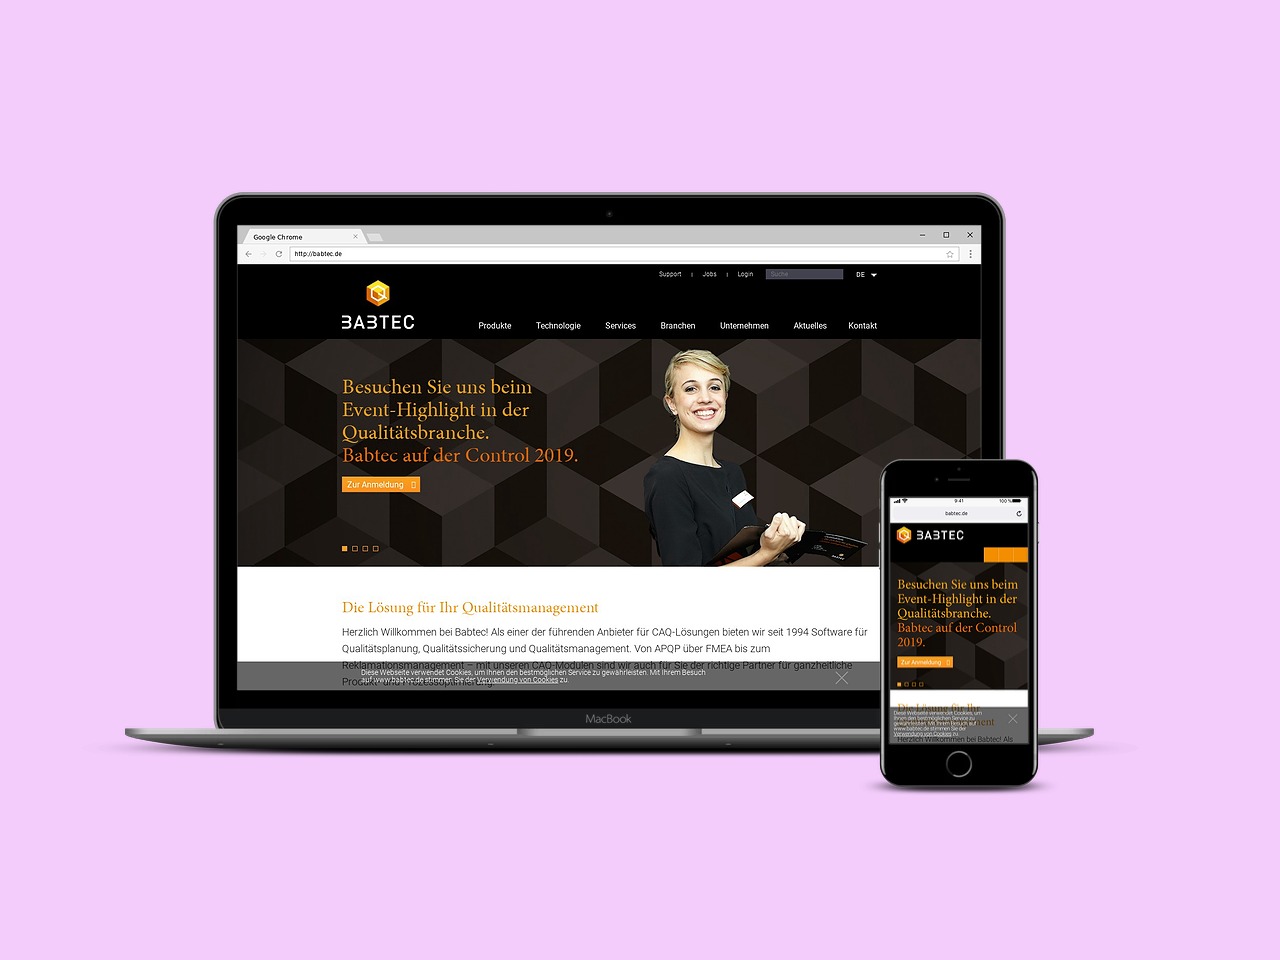 Google Chrome
http://babtec.de
Support
Jobs
Login
Suche
DE
BABTEC
Produkte
Technologie
Services
Branchen
Unternehmen
Aktuelles
Kontakt
Besuchen Sie uns beim
Event-Highlight in der
Qualitätsbranche.
Babtec auf der Control 2019.
Zur Anmeldung
Die Lösung für Ihr Qualitätsmanagement
Herzlich Willkommen bei Babtec! Als einer der führenden Anbieter für CAQ-Lösungen bieten wir seit 1994 Software für
Qualitätsplanung, Qualitätssicherung und Qualitätsmanagement. Von APQP über FMEA bis zum
Reklamationsmanagement – mit unseren CAQ-Modulen sind wir auch für Sie der richtige Partner für ganzheitliche
Diese Webseite verwendet Cookies, um Ihnen den bestmöglichen Service zu gewährleisten. Mit Ihrem Besuch
auf www.babtec.de stimmen Sie der Verwendung von Cookies zu.
MacBook
9:41
100 %
babtec.de
BABTEC
Besuchen Sie uns beim
Event-Highlight in der
Qualitätsbranche.
Babtec auf der Control
2019.
Zur Anmeldung
Die Lösung für Ihr
Diese Webseite verwendet Cookies, um
Ihnen den bestmöglichen Service zu
gewährleisten. Mit Ihrem Besuch auf
www.babtec.de stimmen Sie der
Verwendung von Cookies zu.
Herzlich Willkommen bei Babtec! Als